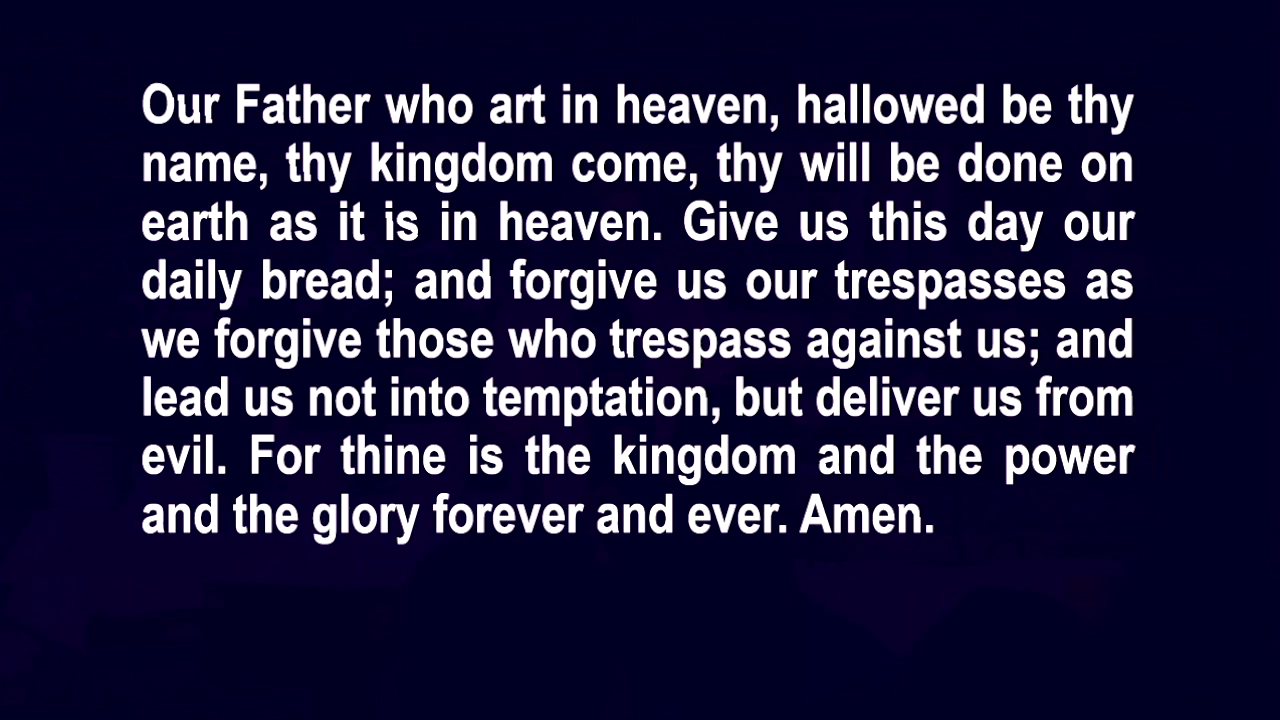 Our Father who art in heaven, hallowed be thy
name, thy kingdom come, thy will be done on
earth as it is in heaven. Give us this day our
daily bread; and forgive us our trespasses as
we forgive those who trespass against us; and
lead us not into temptation, but deliver us from
evil. For thine is the kingdom and the power
and the glory forever and ever. Amen.